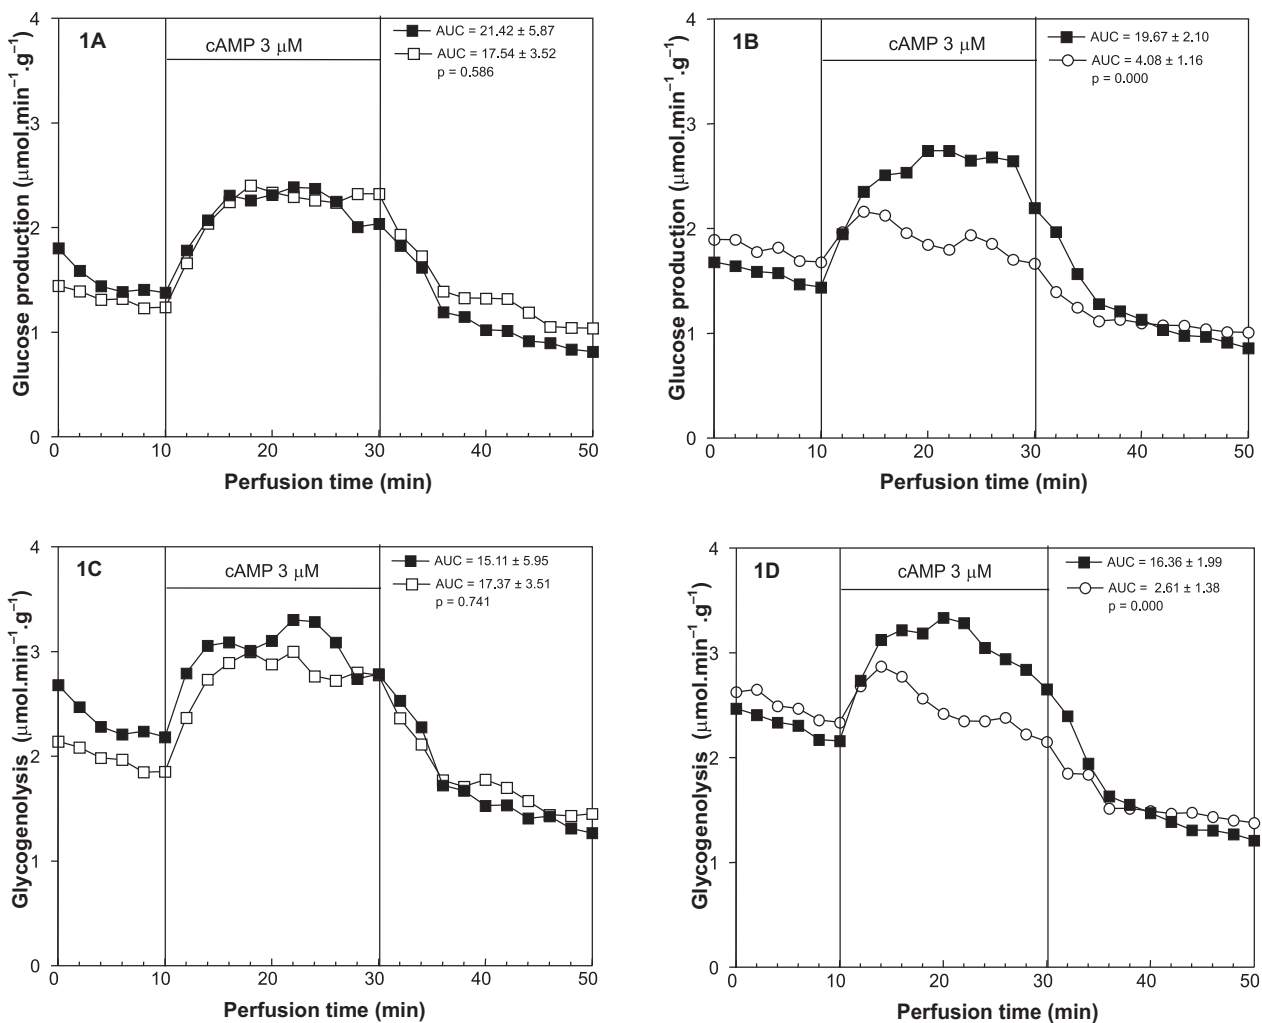 1A
cAMP 3 μM
AUC = 21.42 ± 5.87
AUC = 17.54 ± 3.52
p = 0.586
Glucose production (μmol.min⁻¹.g⁻¹)
4
3
2
1
0
0 10 20 30 40 50
Perfusion time (min)
1B
cAMP 3 μM
AUC = 19.67 ± 2.10
AUC = 4.08 ± 1.16
p = 0.000
Glucose production (μmol.min⁻¹.g⁻¹)
4
3
2
1
0
0 10 20 30 40 50
Perfusion time (min)
1C
cAMP 3 μM
AUC = 15.11 ± 5.95
AUC = 17.37 ± 3.51
p = 0.741
Glycogenolysis (μmol.min⁻¹.g⁻¹)
4
3
2
1
0
0 10 20 30 40 50
Perfusion time (min)
1D
cAMP 3 μM
AUC = 16.36 ± 1.99
AUC = 2.61 ± 1.38
p = 0.000
Glycogenolysis (μmol.min⁻¹.g⁻¹)
4
3
2
1
0
0 10 20 30 40 50
Perfusion time (min)